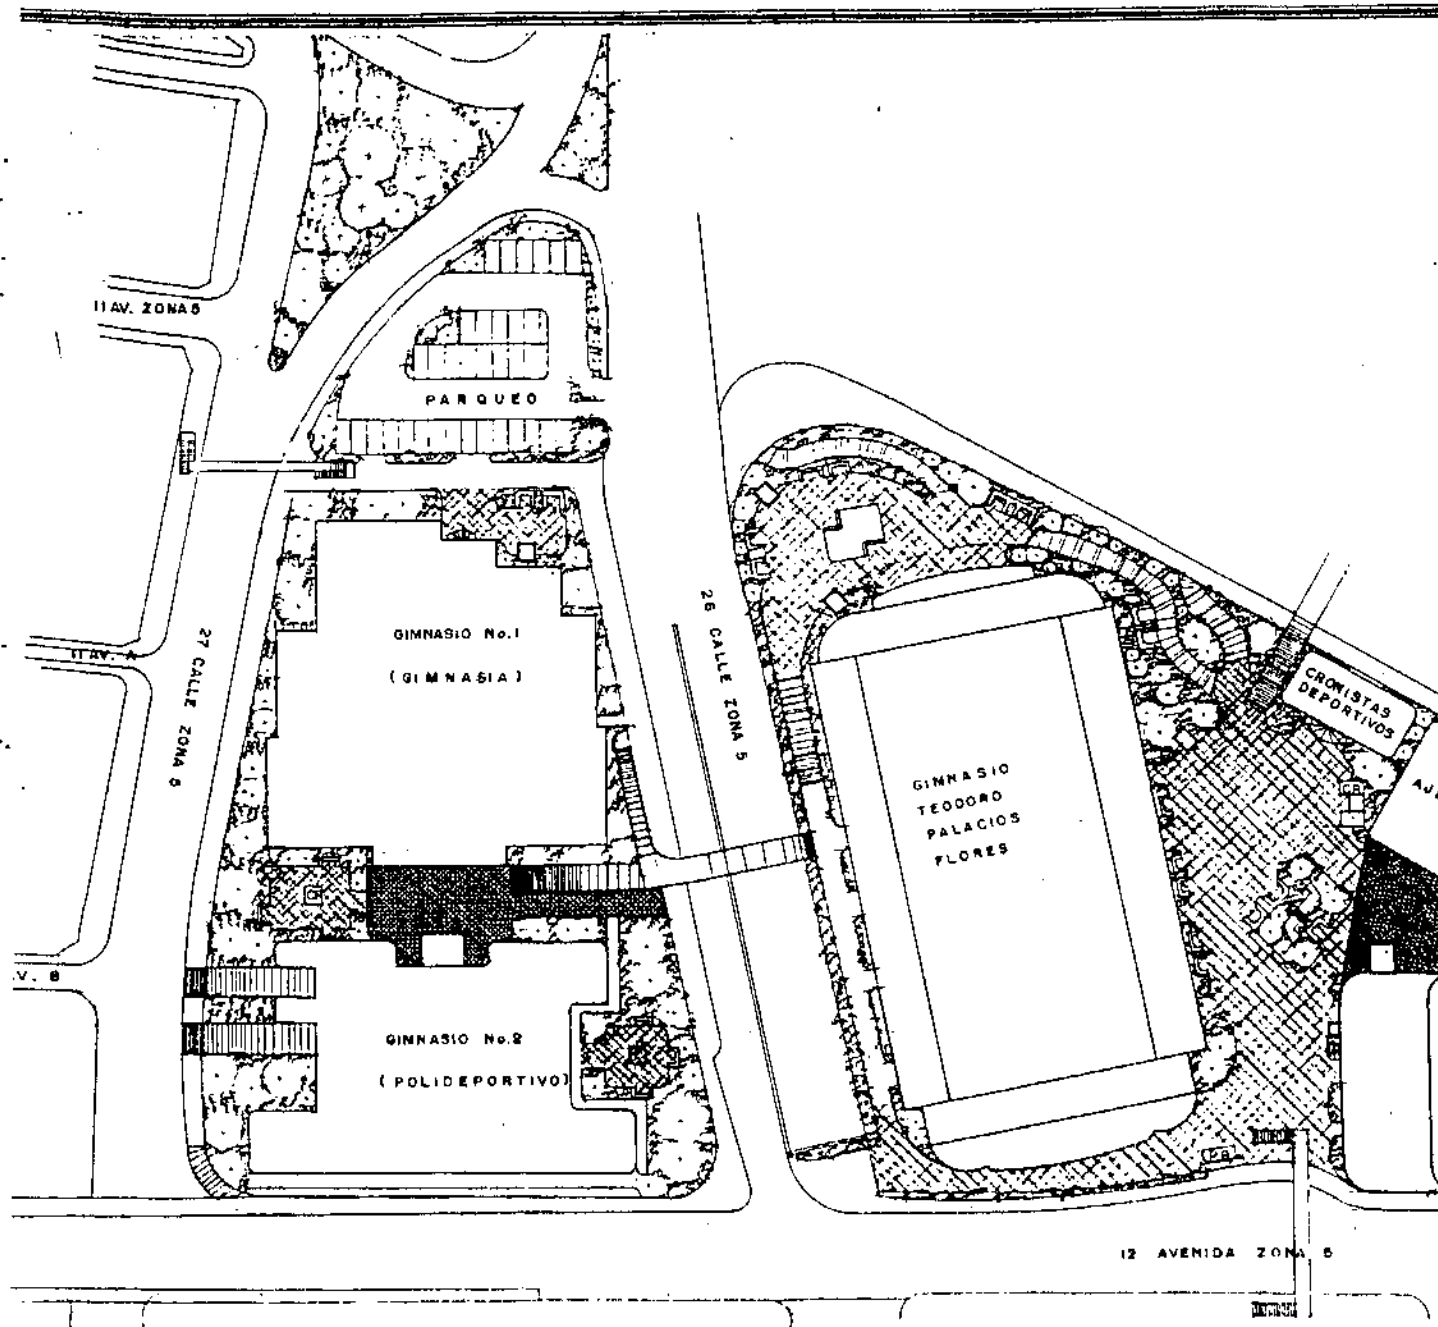 11 AV. ZONA 5
PARQUEO
GIMNASIO No.1
(GIMNASIA)
11 AV. A
27 CALLE ZONA 5
26 CALLE ZONA 5
CRONISTAS
DEPORTIVOS
GIMNASIO
TEODORO
PALACIOS
FLORES
V. B
GIMNASIO No.2
(POLIDEPORTIVO)
12 AVENIDA ZONA 5